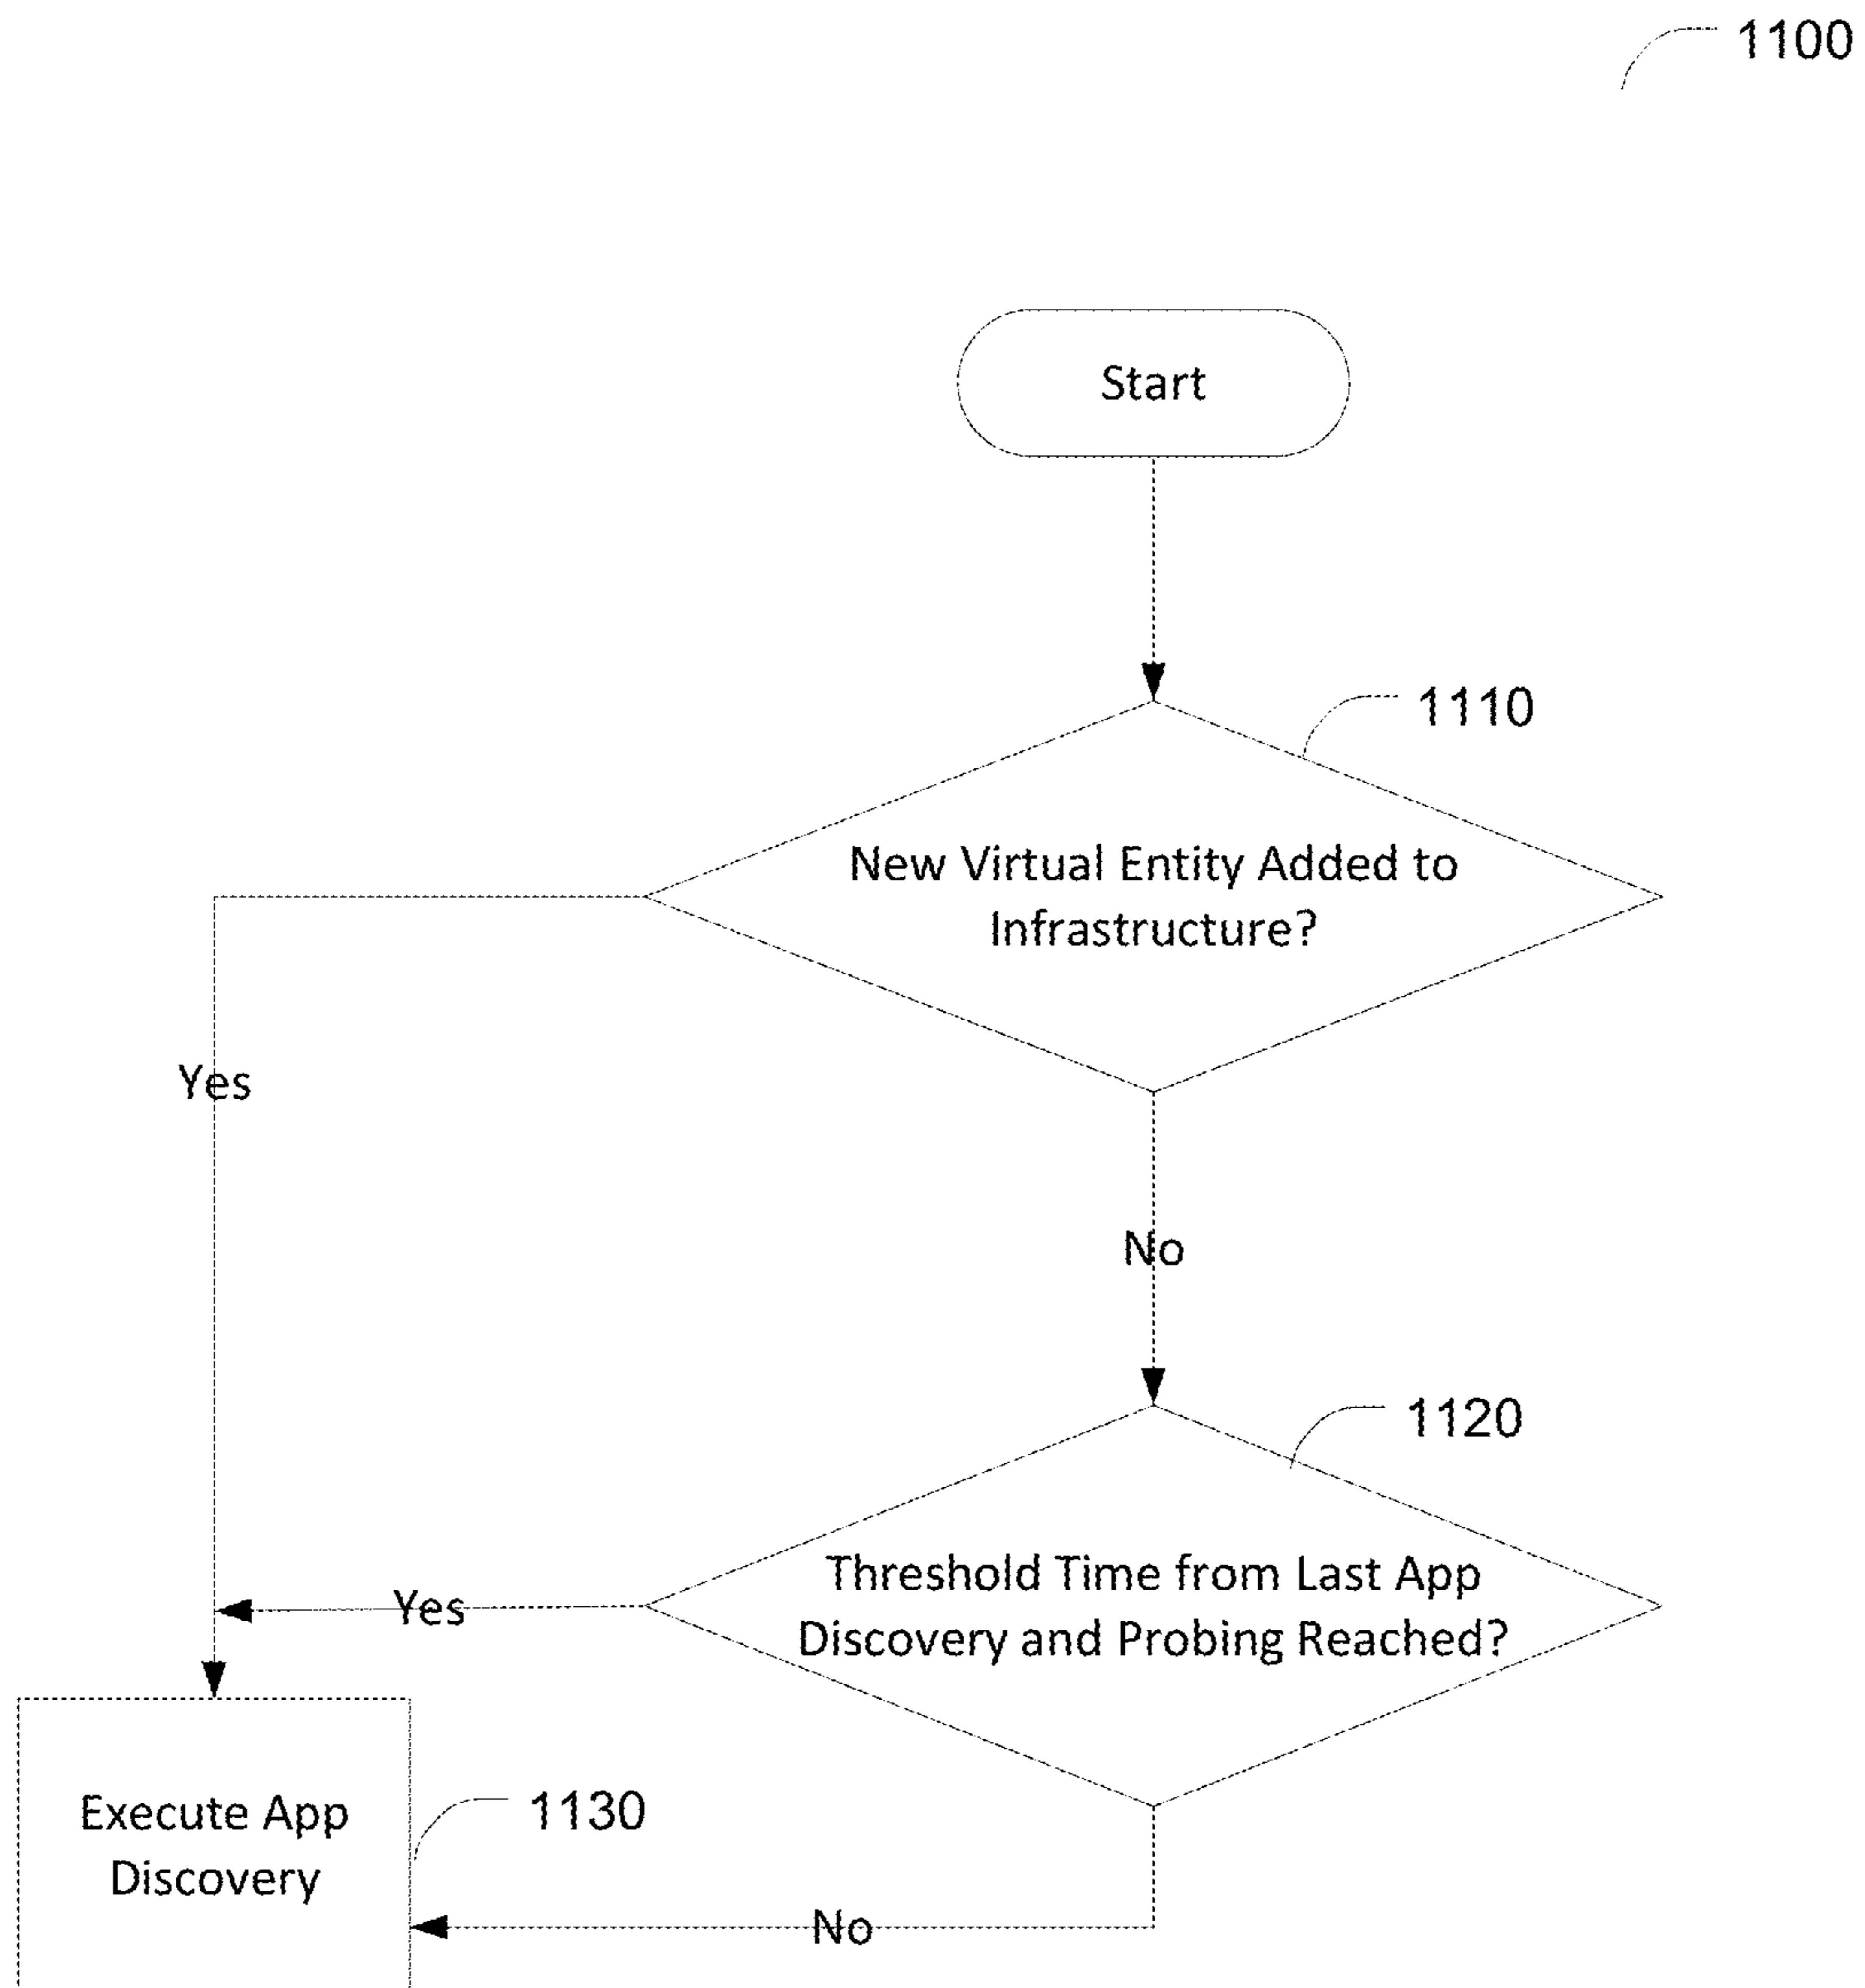 1100
Start
1110
New Virtual Entity Added to
Infrastructure?
Yes
No
1120
Threshold Time from Last App
Discovery and Probing Reached?
Yes
Execute App
Discovery
1130
No